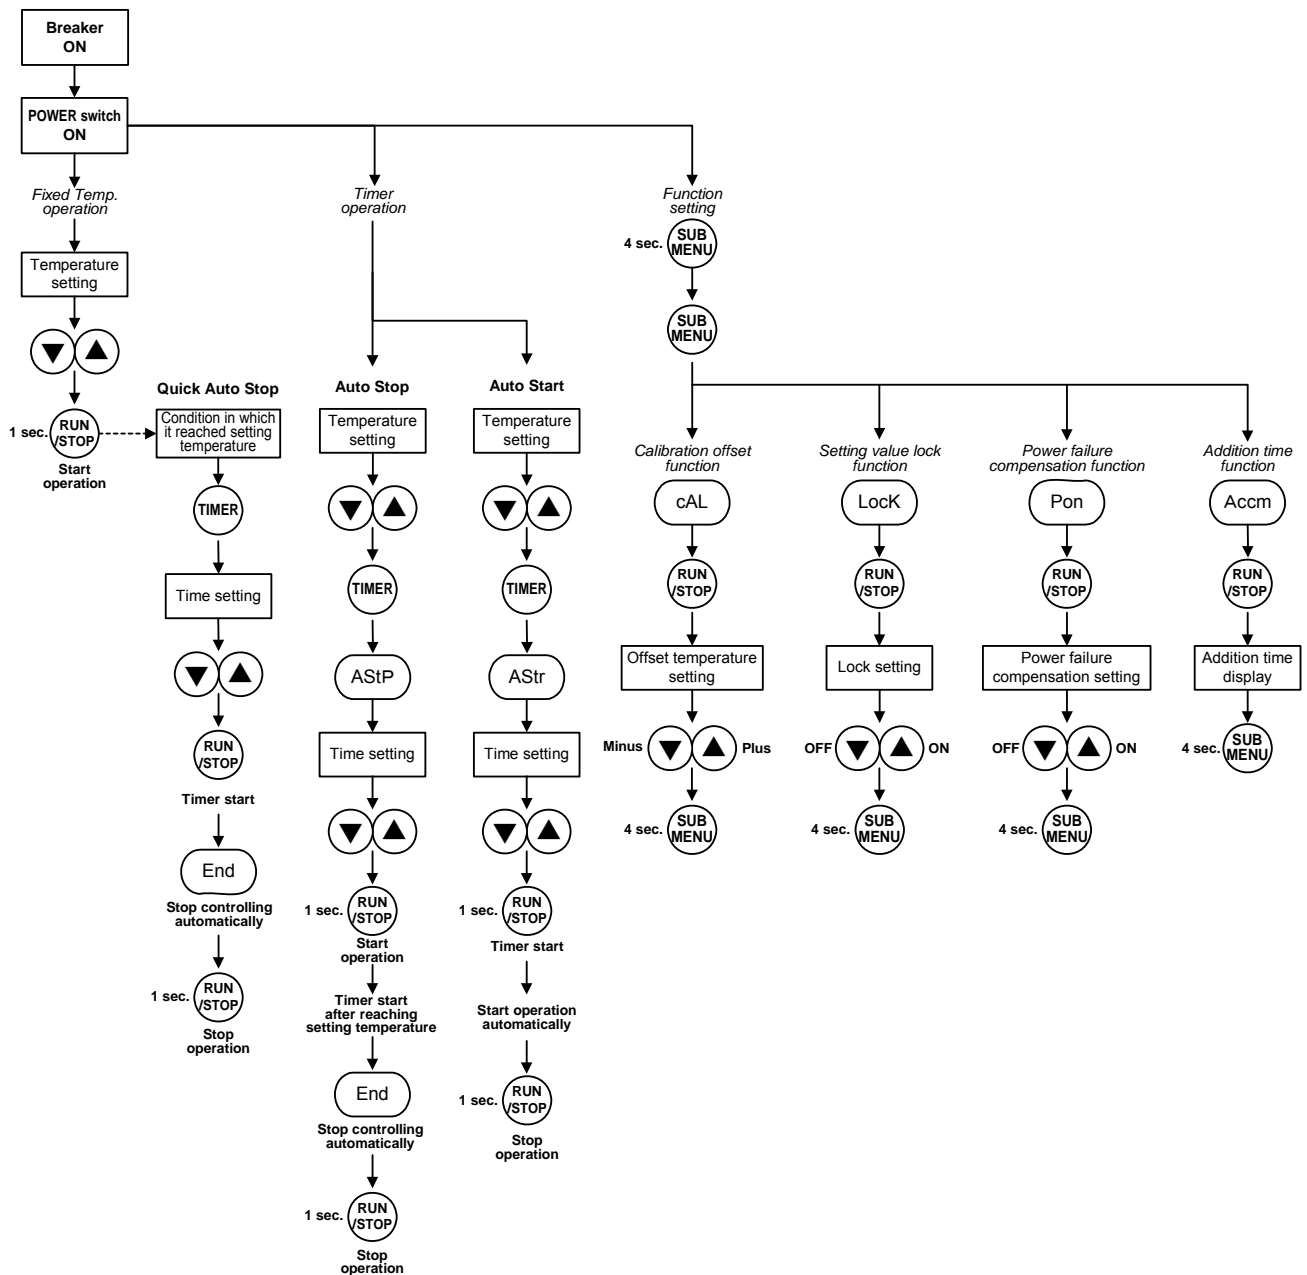 Breaker
ON
POWER switch
ON
Fixed Temp.
operation
Temperature
setting
▼ ▲
1 sec.
RUN
/STOP
Start
operation
Quick Auto Stop
Condition in which
it reached setting
temperature
TIMER
Time setting
▼ ▲
RUN
/STOP
Timer start
End
Stop controlling
automatically
1 sec.
RUN
/STOP
Stop
operation
Timer
operation
Auto Stop
Temperature
setting
▼ ▲
TIMER
AStP
Time setting
▼ ▲
1 sec.
RUN
/STOP
Start
operation
Timer start
after reaching
setting temperature
End
Stop controlling
automatically
1 sec.
RUN
/STOP
Stop
operation
Auto Start
Temperature
setting
▼ ▲
TIMER
AStr
Time setting
▼ ▲
1 sec.
RUN
/STOP
Timer start
Start operation
automatically
1 sec.
RUN
/STOP
Stop
operation
Function
setting
4 sec.
SUB
MENU
SUB
MENU
Calibration offset
function
cAL
RUN
/STOP
Offset temperature
setting
Minus ▼ ▲ Plus
4 sec.
SUB
MENU
Setting value lock
function
LocK
RUN
/STOP
Lock setting
OFF ▼ ▲ ON
4 sec.
SUB
MENU
Power failure
compensation function
Pon
RUN
/STOP
Power failure
compensation setting
OFF ▼ ▲ ON
4 sec.
SUB
MENU
Addition time
function
Accm
RUN
/STOP
Addition time
display
4 sec.
SUB
MENU